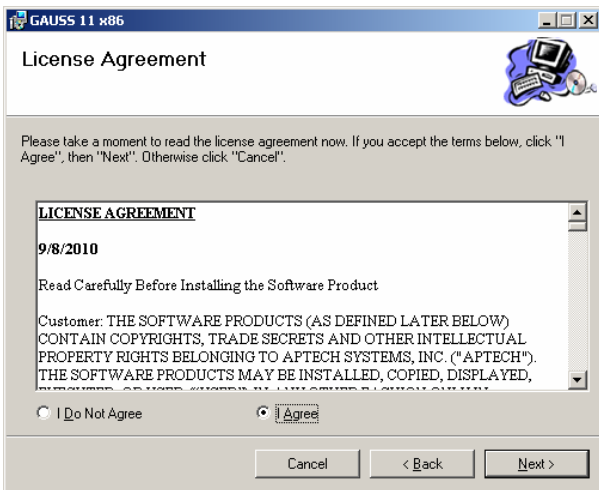 GAUSS 11 x86
License Agreement
Please take a moment to read the license agreement now. If you accept the terms below, click "I
Agree", then "Next". Otherwise click "Cancel".
LICENSE AGREEMENT
9/8/2010
Read Carefully Before Installing the Software Product
Customer: THE SOFTWARE PRODUCTS (AS DEFINED LATER BELOW)
CONTAIN COPYRIGHTS, TRADE SECRETS AND OTHER INTELLECTUAL
PROPERTY RIGHTS BELONGING TO APTECH SYSTEMS, INC. ("APTECH").
THE SOFTWARE PRODUCTS MAY BE INSTALLED, COPIED, DISPLAYED,
I Do Not Agree
I Agree
Cancel
< Back
Next >